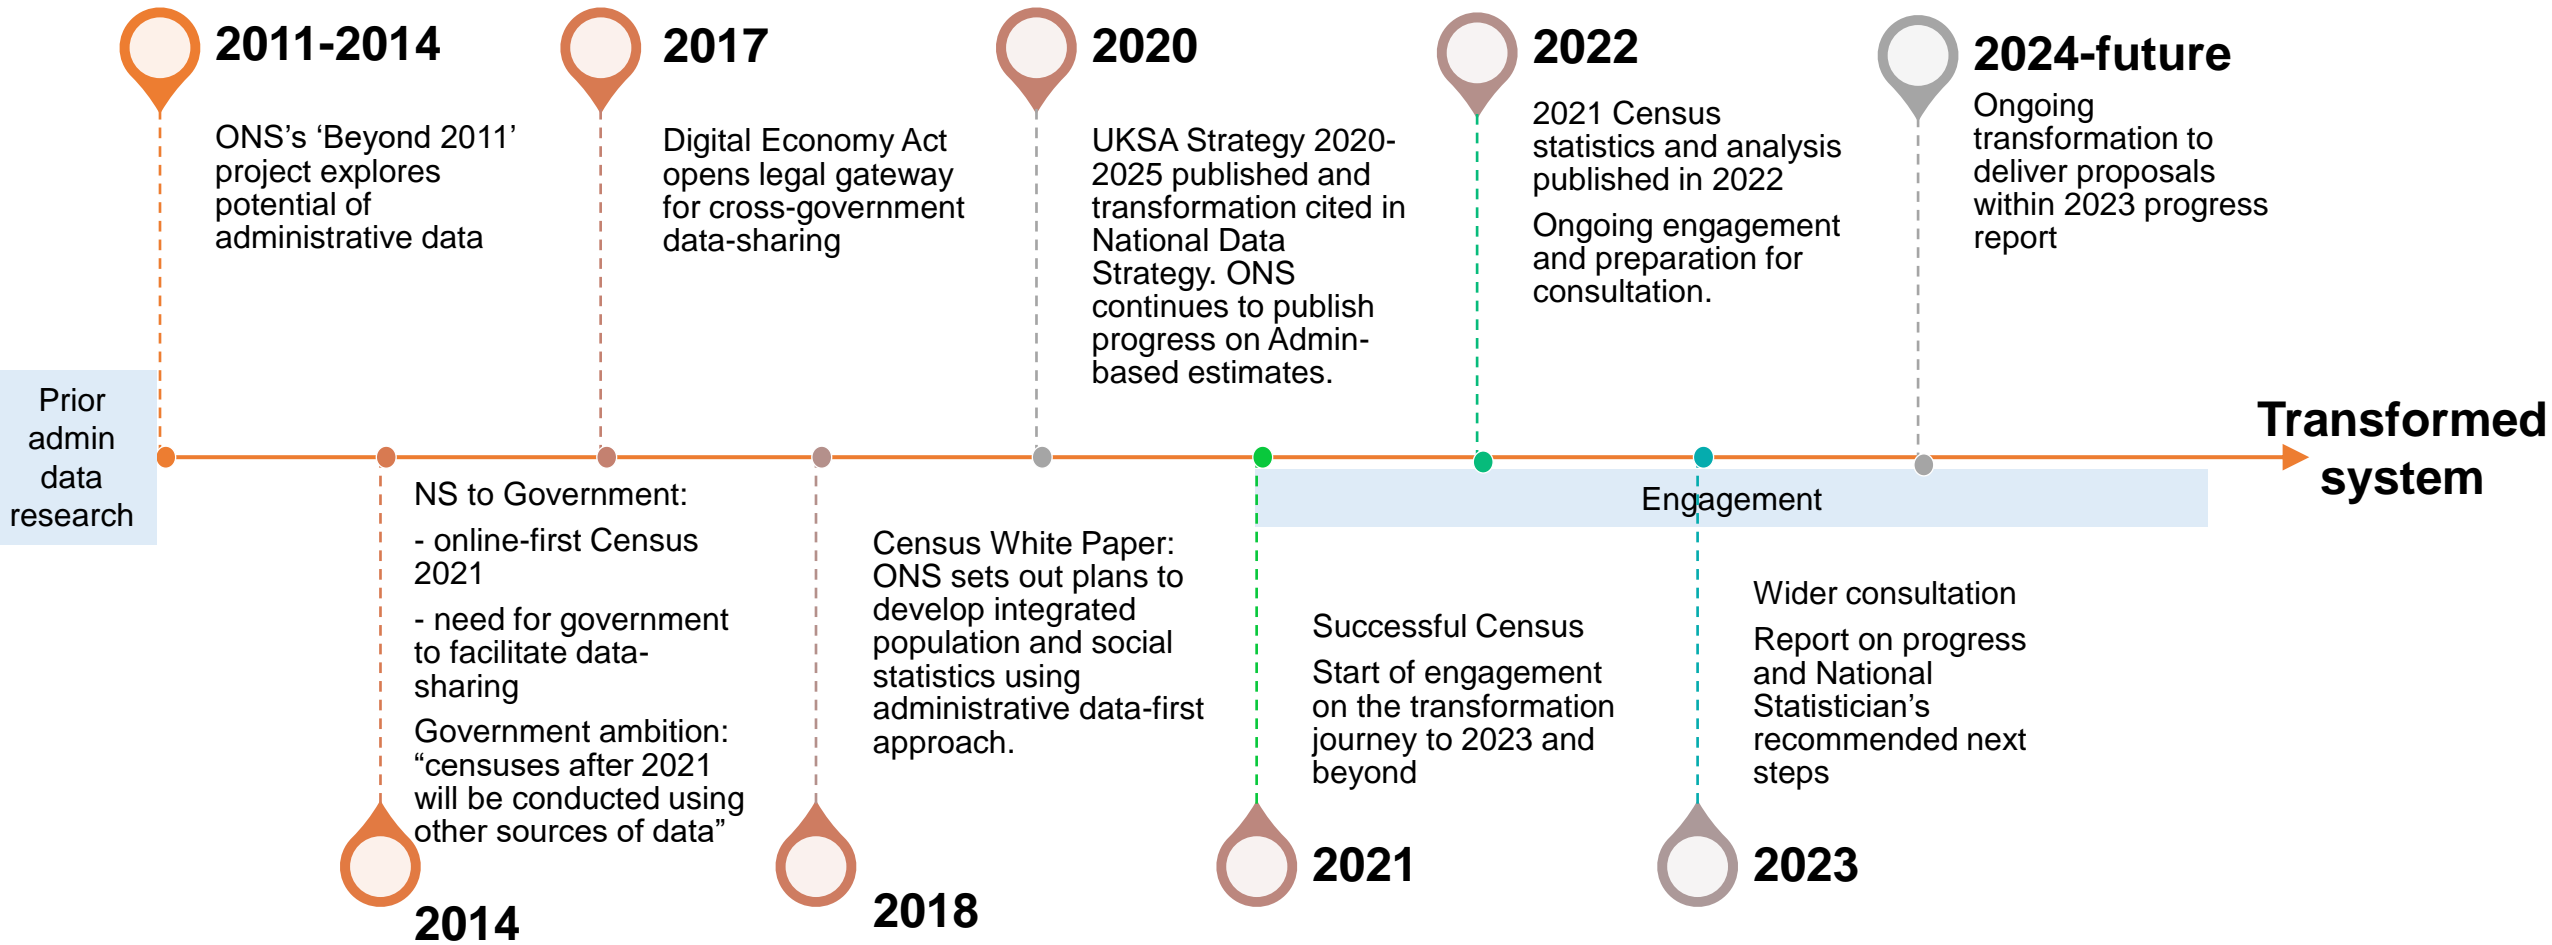 2011-2014
ONS’s ‘Beyond 2011’
project explores
potential of
administrative data
2017
Digital Economy Act
opens legal gateway
for cross-government
data-sharing
2020
UKSA Strategy 2020-
2025 published and
transformation cited in
National Data
Strategy. ONS
continues to publish
progress on Admin-
based estimates.
2022
2021 Census
statistics and analysis
published in 2022
Ongoing engagement
and preparation for
consultation.
2024-future
Ongoing
transformation to
deliver proposals
within 2023 progress
report
Prior
admin
data
research
Transformed
system
Engagement
NS to Government:
- online-first Census
2021
- need for government
to facilitate data-
sharing
Government ambition:
“censuses after 2021
will be conducted using
other sources of data”
2014
Census White Paper:
ONS sets out plans to
develop integrated
population and social
statistics using
administrative data-first
approach.
2018
Successful Census
Start of engagement
on the transformation
journey to 2023 and
beyond
2021
Wider consultation
Report on progress
and National
Statistician’s
recommended next
steps
2023